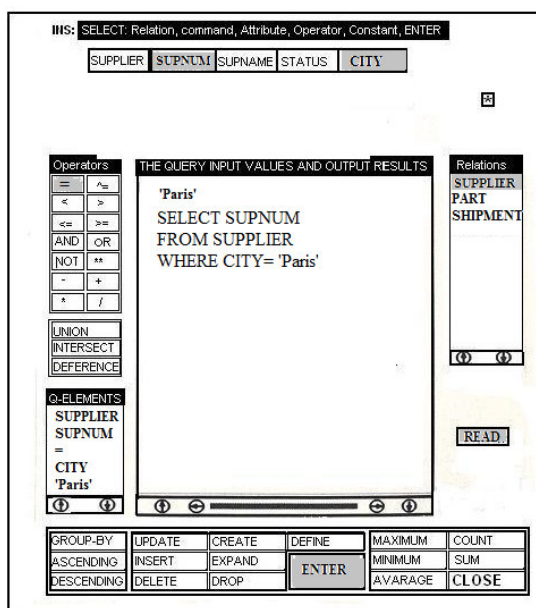 INS: SELECT: Relation, command, Attribute, Operator, Constant, ENTER
SUPPLIER SUPNUM SUPNAME STATUS CITY
*
Operators
= ^=
< >
<= >=
AND OR
NOT **
- +
* /
UNION
INTERSECT
DEFERENCE
Q-ELEMENTS
SUPPLIER
SUPNUM
=
CITY
'Paris'
THE QUERY INPUT VALUES AND OUTPUT RESULTS
'Paris'
SELECT SUPNUM
FROM SUPPLIER
WHERE CITY= 'Paris'
Relations
SUPPLIER
PART
SHIPMENT
READ
GROUP-BY UPDATE CREATE DEFINE MAXIMUM COUNT
ASCENDING INSERT EXPAND ENTER MINIMUM SUM
DESCENDING DELETE DROP AVARAGE CLOSE